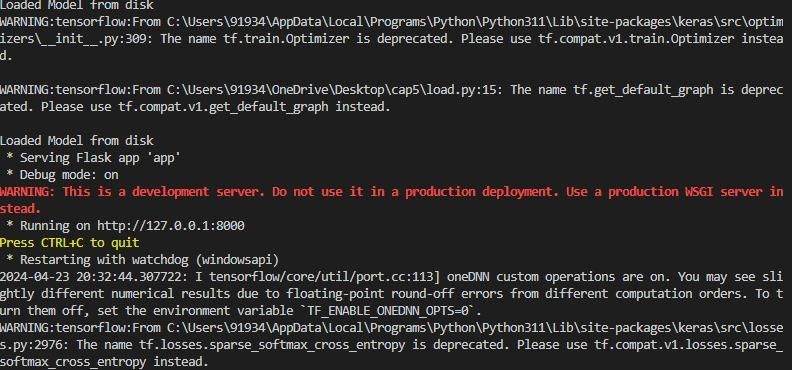 Loaded Model from disk
WARNING:tensorflow:From C:\Users\91934\AppData\Local\Programs\Python\Python311\Lib\site-packages\keras\src\optim
izers\__init__.py:309: The name tf.train.Optimizer is deprecated. Please use tf.compat.v1.train.Optimizer instea
d.
WARNING:tensorflow:From C:\Users\91934\OneDrive\Desktop\cap5\load.py:15: The name tf.get_default_graph is deprec
ated. Please use tf.compat.v1.get_default_graph instead.
Loaded Model from disk
* Serving Flask app 'app'
* Debug mode: on
WARNING: This is a development server. Do not use it in a production deployment. Use a production WSGI server in
stead.
* Running on http://127.0.0.1:8000
Press CTRL+C to quit
* Restarting with watchdog (windowsapi)
2024-04-23 20:32:44.307722: I tensorflow/core/util/port.cc:113] oneDNN custom operations are on. You may see sli
ghtly different numerical results due to floating-point round-off errors from different computation orders. To t
urn them off, set the environment variable `TF_ENABLE_ONEDNN_OPTS=0`.
WARNING:tensorflow:From C:\Users\91934\AppData\Local\Programs\Python\Python311\Lib\site-packages\keras\src\losse
s.py:2976: The name tf.losses.sparse_softmax_cross_entropy is deprecated. Please use tf.compat.v1.losses.sparse_
softmax_cross_entropy instead.